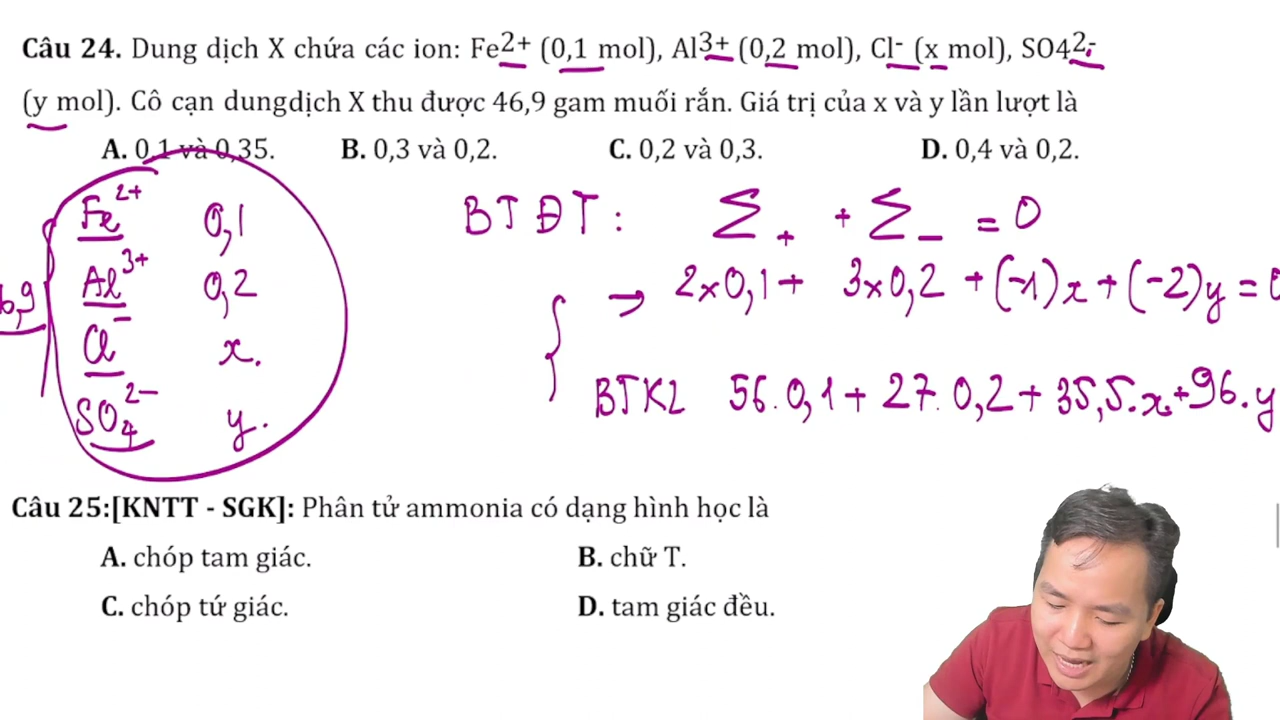 Câu 24. Dung dịch X chứa các ion: Fe2+ (0,1 mol), Al3+ (0,2 mol), Cl- (x mol), SO42-
(y mol). Cô cạn dungdịch X thu được 46,9 gam muối rắn. Giá trị của x và y lần lượt là
A. 0,1 và 0,35. B. 0,3 và 0,2. C. 0,2 và 0,3. D. 0,4 và 0,2.
Fe²⁺ 0,1
BTĐT: Σ₊ + Σ₋ = 0
Al³⁺ 0,2
→ 2×0,1 + 3×0,2 + (-1)x + (-2)y = 0
6,9
Cl⁻ x.
BTKL 56.0,1 + 27.0,2 + 35,5.x + 96.y
SO₄²⁻ y.
Câu 25:[KNTT - SGK]: Phân tử ammonia có dạng hình học là
A. chóp tam giác. B. chữ T.
C. chóp tứ giác. D. tam giác đều.